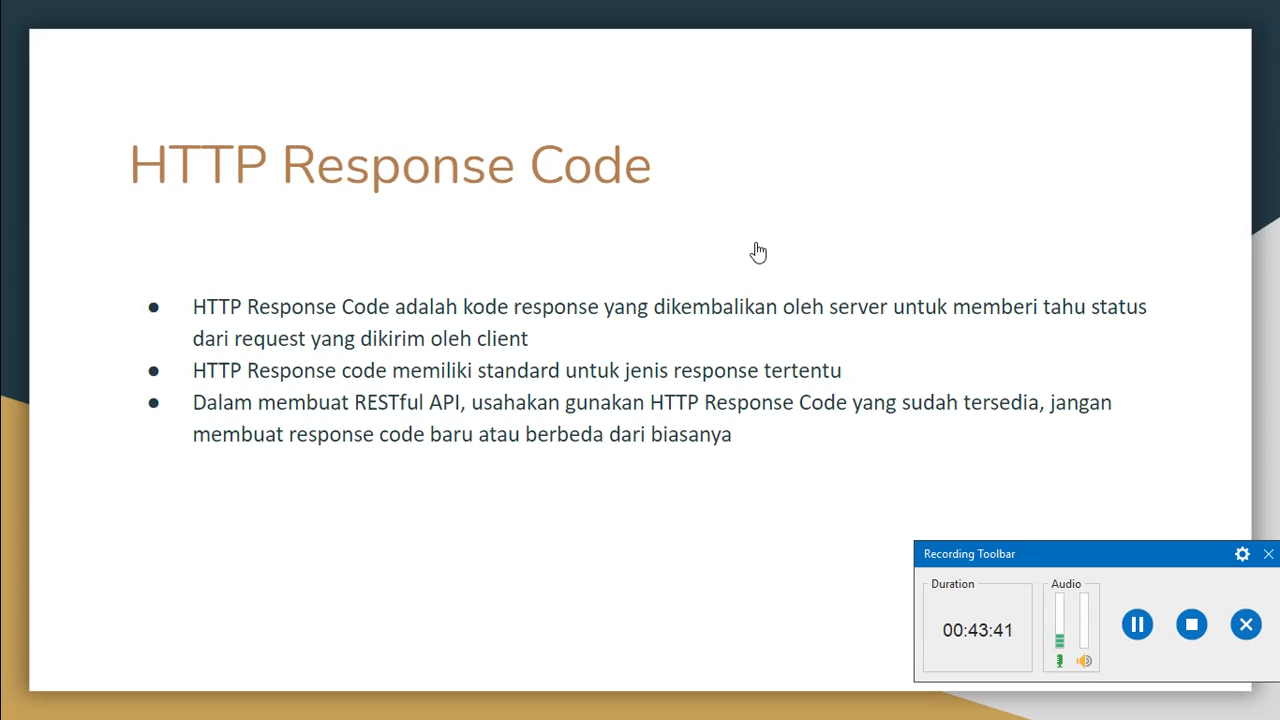 HTTP Response Code
● HTTP Response Code adalah kode response yang dikembalikan oleh server untuk memberi tahu status
dari request yang dikirim oleh client
● HTTP Response code memiliki standard untuk jenis response tertentu
● Dalam membuat RESTful API, usahakan gunakan HTTP Response Code yang sudah tersedia, jangan
membuat response code baru atau berbeda dari biasanya
Recording Toolbar
Duration
Audio
00:43:41